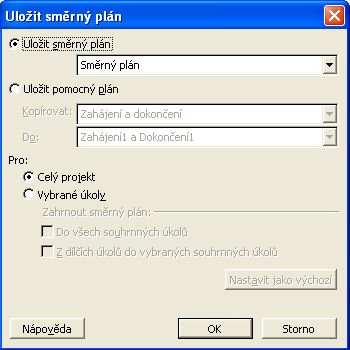 Uložit směrný plán
Uložit směrný plán
Směrný plán
Uložit pomocný plán
Kopírovat: Zahájení a dokončení
Do: Zahájení1 a Dokončení1
Pro:
Celý projekt
Vybrané úkoly
Zahrnout směrný plán:
Do všech souhrnných úkolů
Z dílčích úkolů do vybraných souhrnných úkolů
Nastavit jako výchozí
Nápověda OK Storno